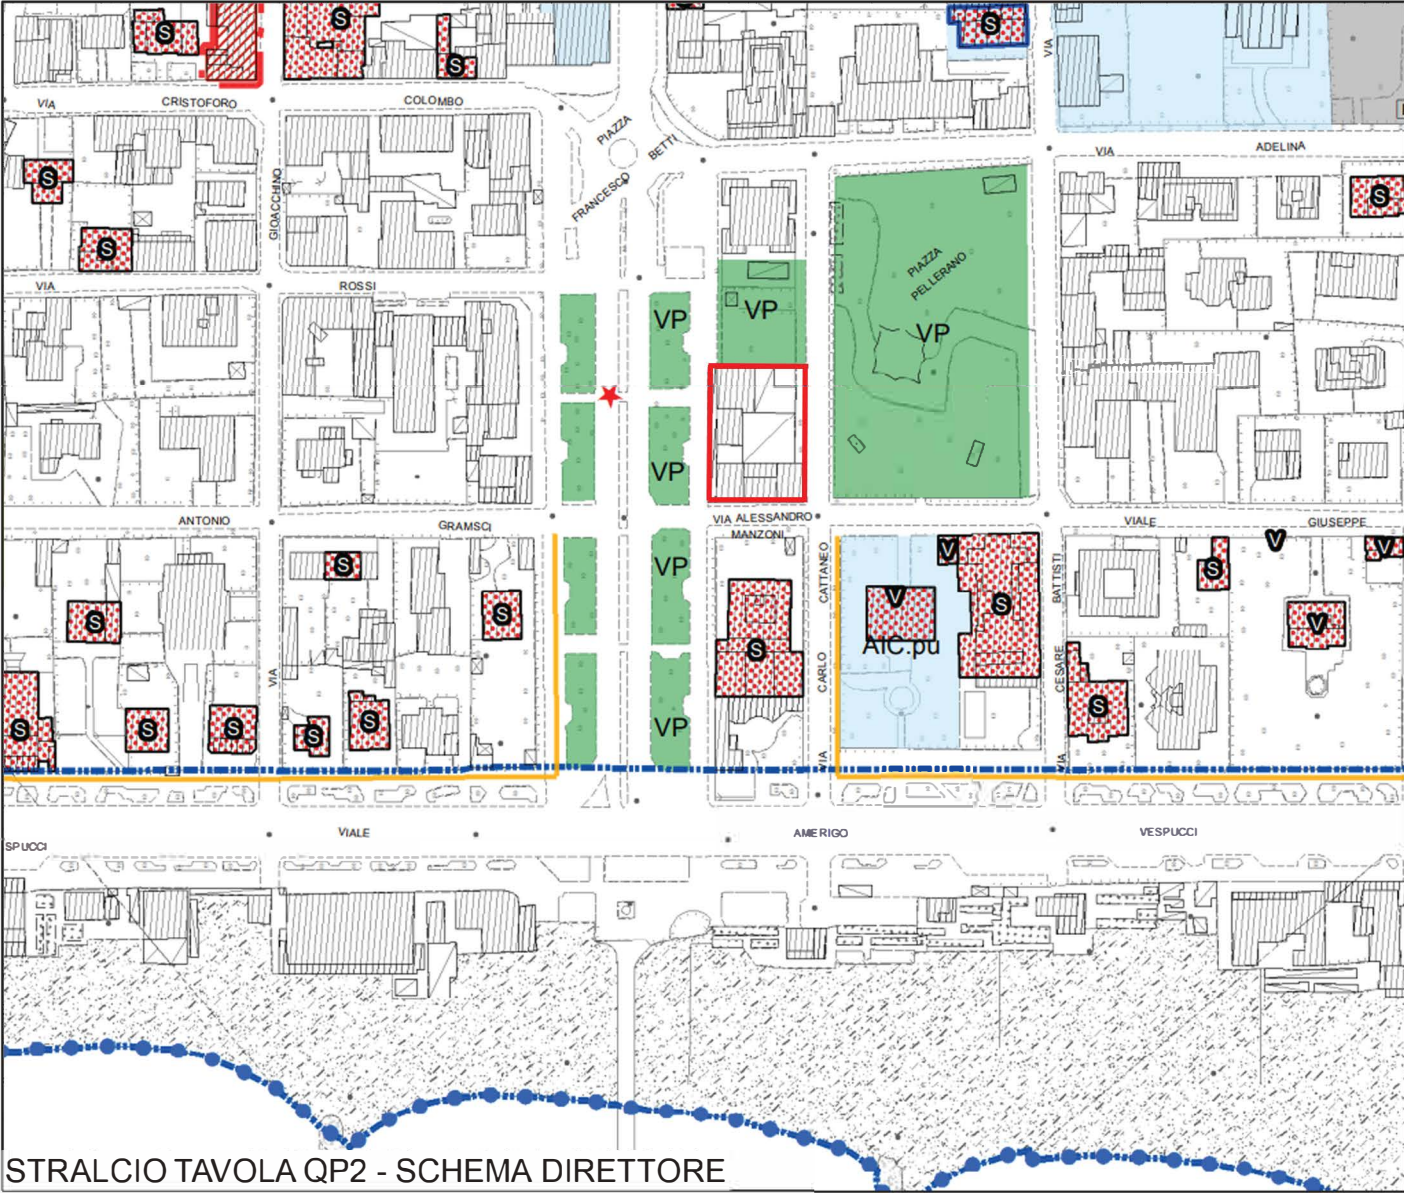 S
S
S
S
VIA
VIA
CRISTOFORO
COLOMBO
PIAZZA
FRANCESCO
BETTI
VIA
ADELINA
S
S
S
GIOACCHINO
PIAZZA
PELLERANO
VIA
ROSSI
VP
VP
VP
VP
ANTONIO
GRAMSCI
VIA ALESSANDRO
MANZONI
VIALE
GIUSEPPE
V
V
V
S
S
CATTANEO
BATTISTI
V
S
S
S
VP
V
AIC.pu
S
VIA
CARLO
CESARE
S
S
S
S
S
S
S
VP
VIA
VIA
VIALE
AMERIGO
VESPUCCI
SPUCCI
STRALCIO TAVOLA QP2 - SCHEMA DIRETTORE